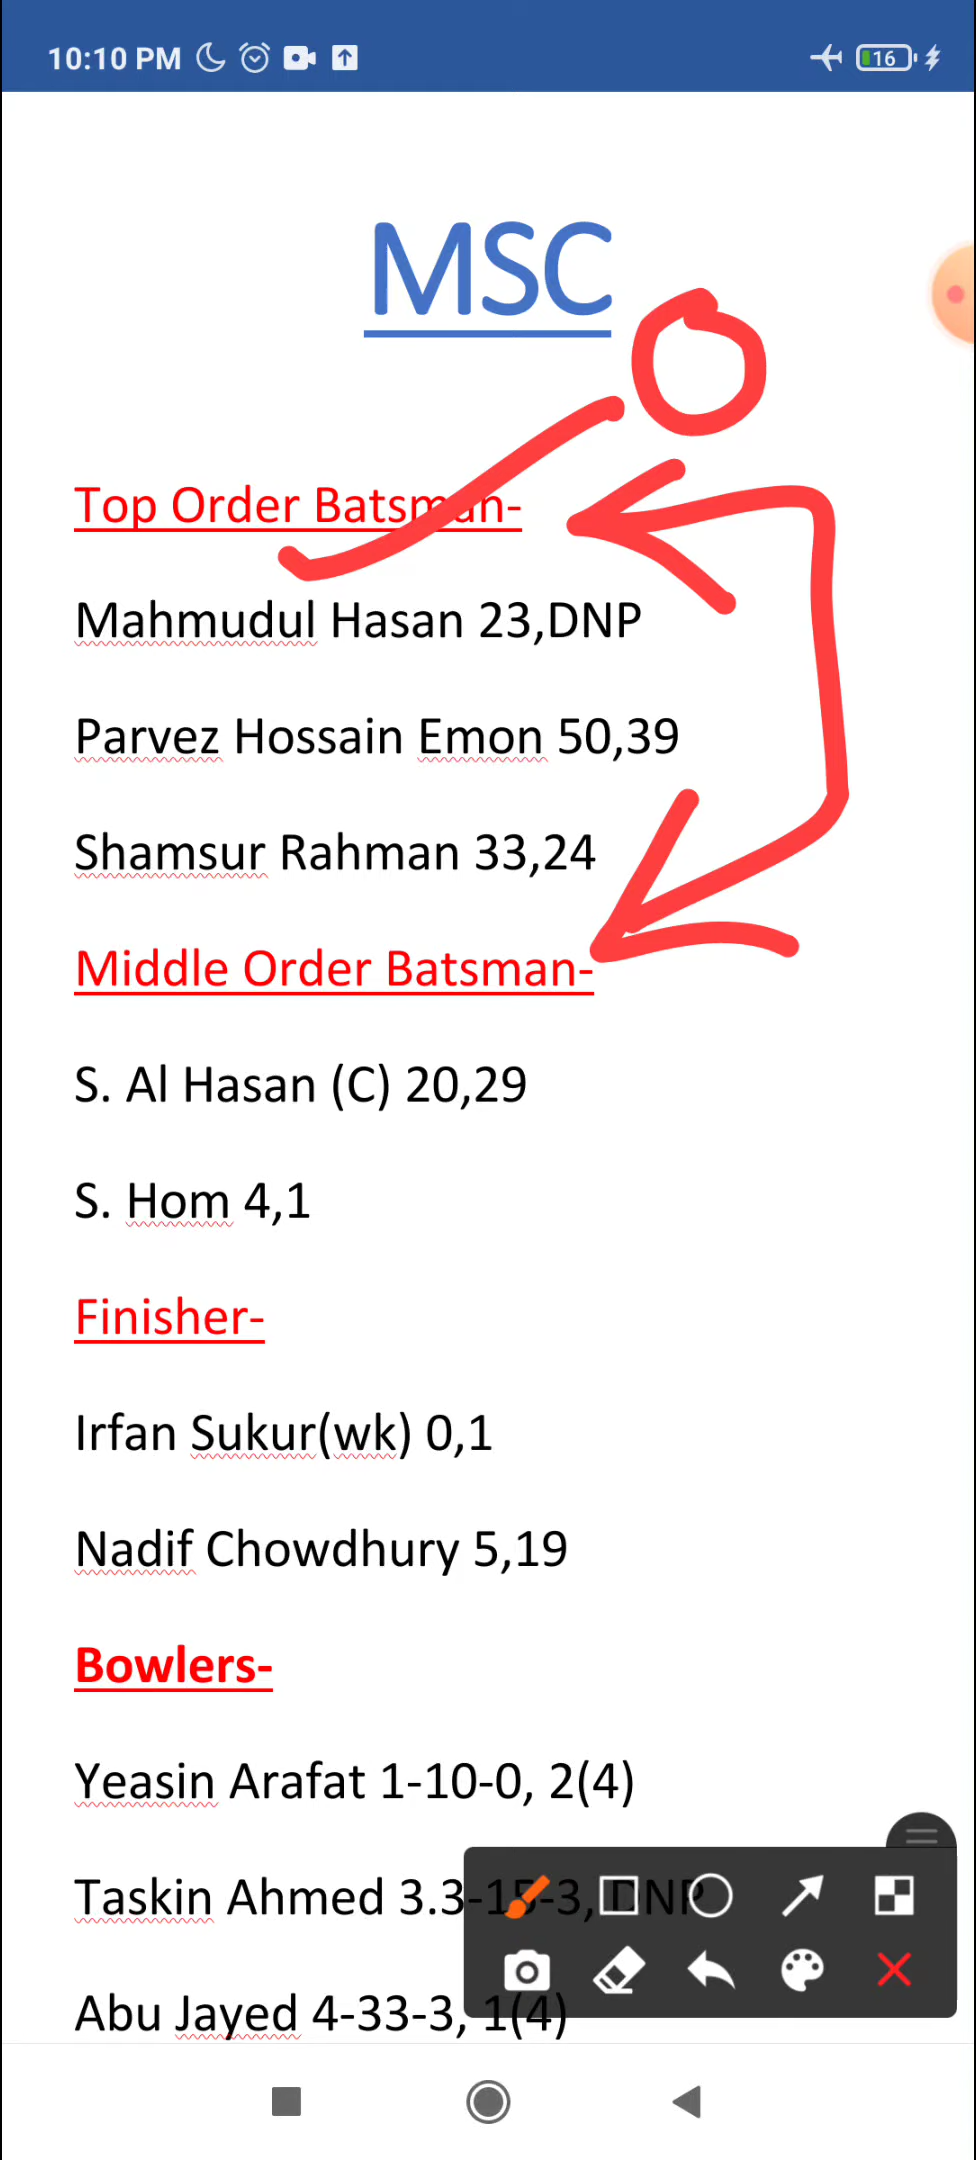 10:10 PM 16
MSC
Top Order Batsman-
Mahmudul Hasan 23,DNP
Parvez Hossain Emon 50,39
Shamsur Rahman 33,24
Middle Order Batsman-
S. Al Hasan (C) 20,29
S. Hom 4,1
Finisher-
Irfan Sukur(wk) 0,1
Nadif Chowdhury 5,19
Bowlers-
Yeasin Arafat 1-10-0, 2(4)
Taskin Ahmed 3.3-15-3, DNP
Abu Jayed 4-33-3, 1(4)